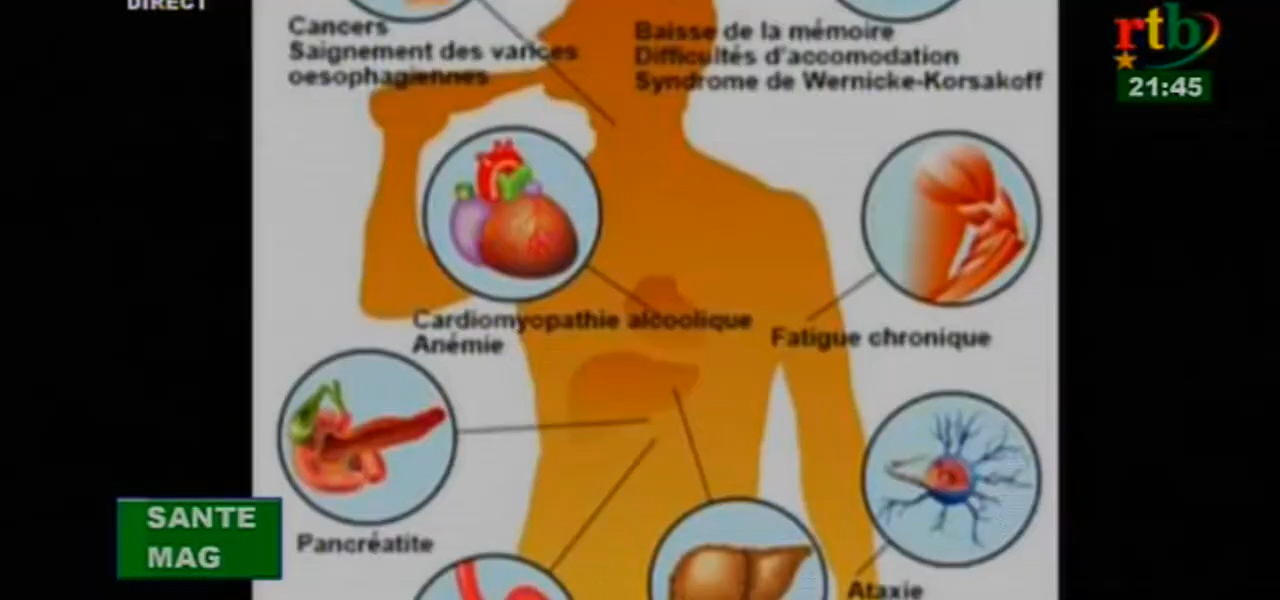 DIRECT
rtb
21:45
Cancers
Saignement des varices
oesophagiennes
Baisse de la mémoire
Difficultés d'accomodation
Syndrome de Wernicke-Korsakoff
Cardiomyopathie alcoolique
Anémie
Fatigue chronique
Pancréatite
Ataxie
SANTE
MAG